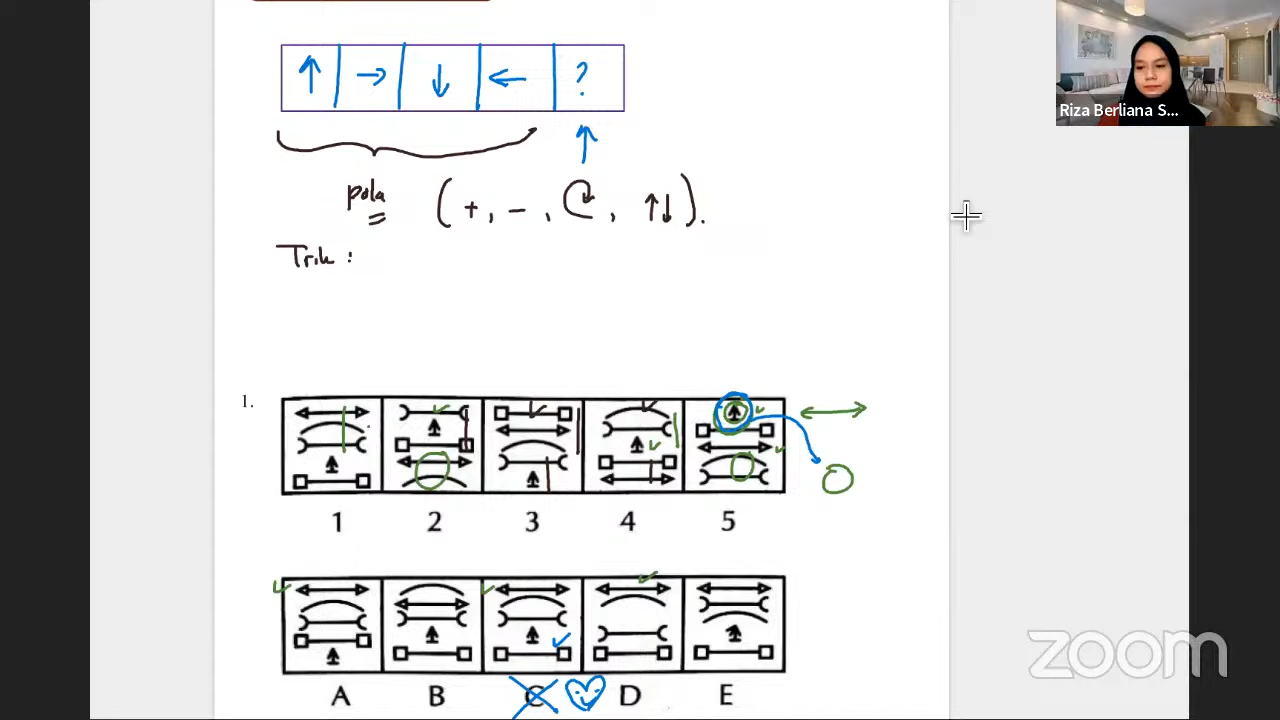 ↑ → ↓ ← ?
Riza Berliana S...
pola (+, -, ↻, ↑↓).
Trik :
1.
1 2 3 4 5
zoom
A B C D E